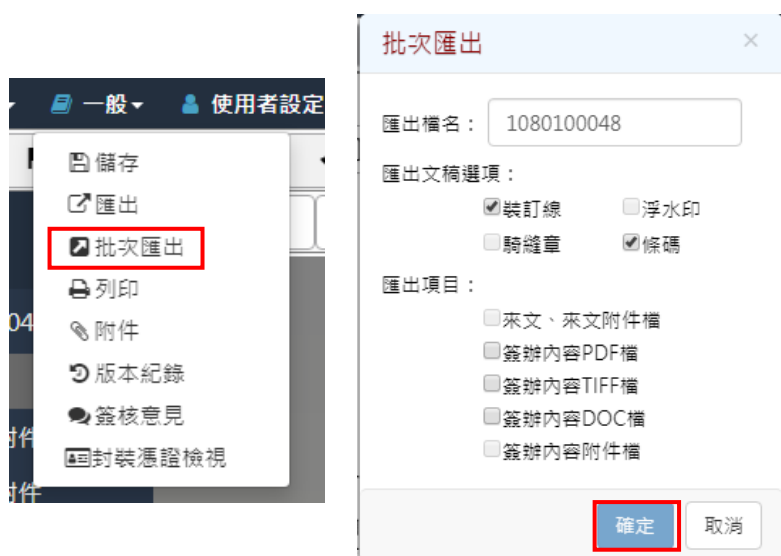 一般
使用者設定
儲存
匯出
批次匯出
列印
附件
版本紀錄
簽核意見
封裝憑證檢視
04
附件
附件
批次匯出
×
匯出檔名： 1080100048
匯出文稿選項：
裝訂線 浮水印
騎縫章 條碼
匯出項目：
來文、來文附件檔
簽辦內容PDF檔
簽辦內容TIFF檔
簽辦內容DOC檔
簽辦內容附件檔
確定 取消